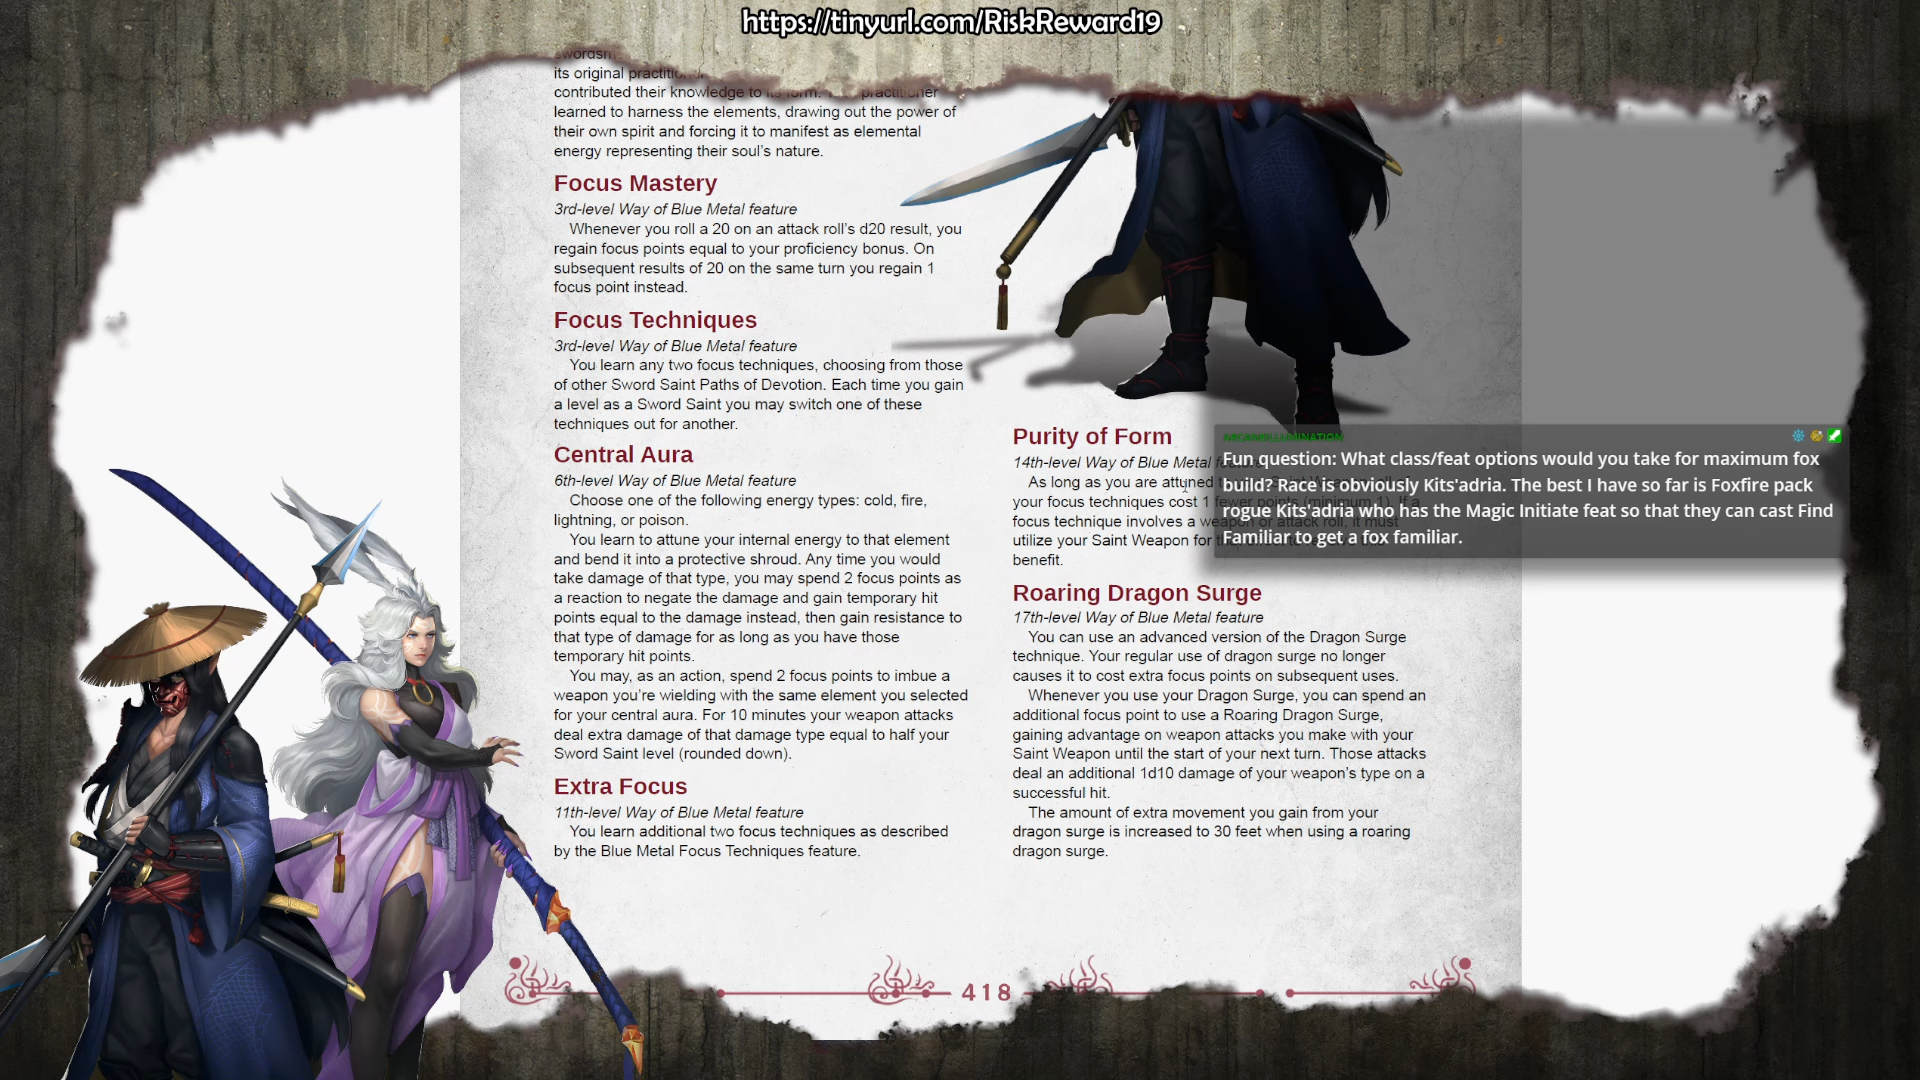 https://tinyurl.com/RiskReward19
its original
contributed their knowledge to its form. practitioner
learned to harness the elements, drawing out the power of
their own spirit and forcing it to manifest as elemental
energy representing their soul's nature.
Focus Mastery
3rd-level Way of Blue Metal feature
Whenever you roll a 20 on an attack roll's d20 result, you
regain focus points equal to your proficiency bonus. On
subsequent results of 20 on the same turn you regain 1
focus point instead.
Focus Techniques
3rd-level Way of Blue Metal feature
You learn any two focus techniques, choosing from those
of other Sword Saint Paths of Devotion. Each time you gain
a level as a Sword Saint you may switch one of these
techniques out for another.
Central Aura
6th-level Way of Blue Metal feature
Choose one of the following energy types: cold, fire,
lightning, or poison.
You learn to attune your internal energy to that element
and bend it into a protective shroud. Any time you would
take damage of that type, you may spend 2 focus points as
a reaction to negate the damage and gain temporary hit
points equal to the damage instead, then gain resistance to
that type of damage for as long as you have those
temporary hit points.
You may, as an action, spend 2 focus points to imbue a
weapon you're wielding with the same element you selected
for your central aura. For 10 minutes your weapon attacks
deal extra damage of that damage type equal to half your
Sword Saint level (rounded down).
Extra Focus
11th-level Way of Blue Metal feature
You learn additional two focus techniques as described
by the Blue Metal Focus Techniques feature.
Purity of Form
14th-level Way of Blue Metal feature
As long as you are attuned
your focus techniques cost 1 fewer points (minimum 1). If a
focus technique involves a weapon or attack roll, it must
utilize your Saint Weapon for
benefit.
Roaring Dragon Surge
17th-level Way of Blue Metal feature
You can use an advanced version of the Dragon Surge
technique. Your regular use of dragon surge no longer
causes it to cost extra focus points on subsequent uses.
Whenever you use your Dragon Surge, you can spend an
additional focus point to use a Roaring Dragon Surge,
gaining advantage on weapon attacks you make with your
Saint Weapon until the start of your next turn. Those attacks
deal an additional 1d10 damage of your weapon's type on a
successful hit.
The amount of extra movement you gain from your
dragon surge is increased to 30 feet when using a roaring
dragon surge.
ARCANEILLUMINATION
Fun question: What class/feat options would you take for maximum fox
build? Race is obviously Kits'adria. The best I have so far is Foxfire pack
rogue Kits'adria who has the Magic Initiate feat so that they can cast Find
Familiar to get a fox familiar.
418